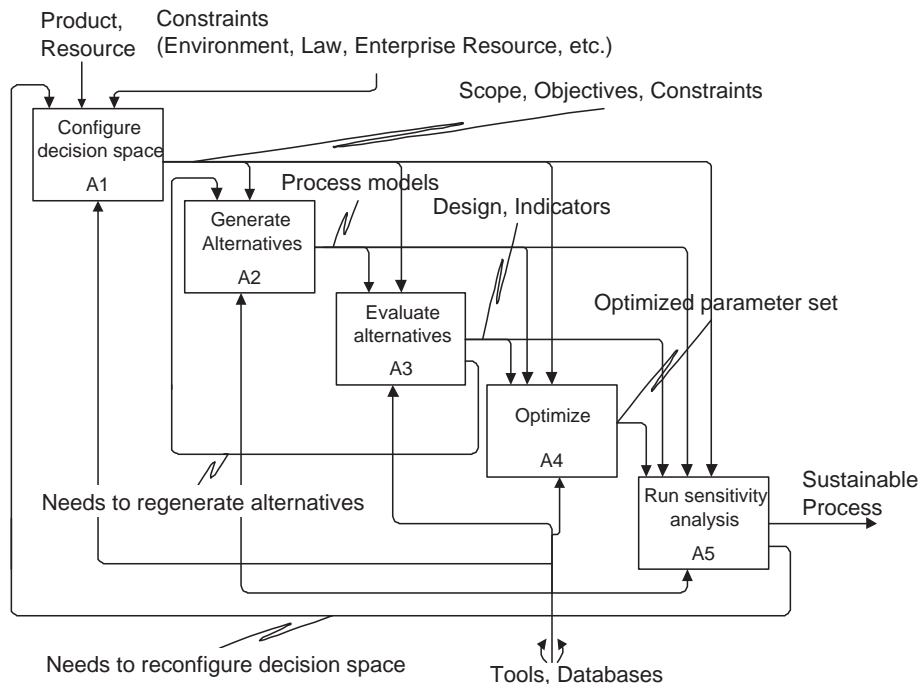 Product,
Resource
Constraints
(Environment, Law, Enterprise Resource, etc.)
Scope, Objectives, Constraints
Configure
decision space
A1
Process models
Generate
Alternatives
A2
Design, Indicators
Evaluate
alternatives
A3
Optimized parameter set
Optimize
A4
Needs to regenerate alternatives
Run sensitivity
analysis
A5
Sustainable
Process
Needs to reconfigure decision space
Tools, Databases